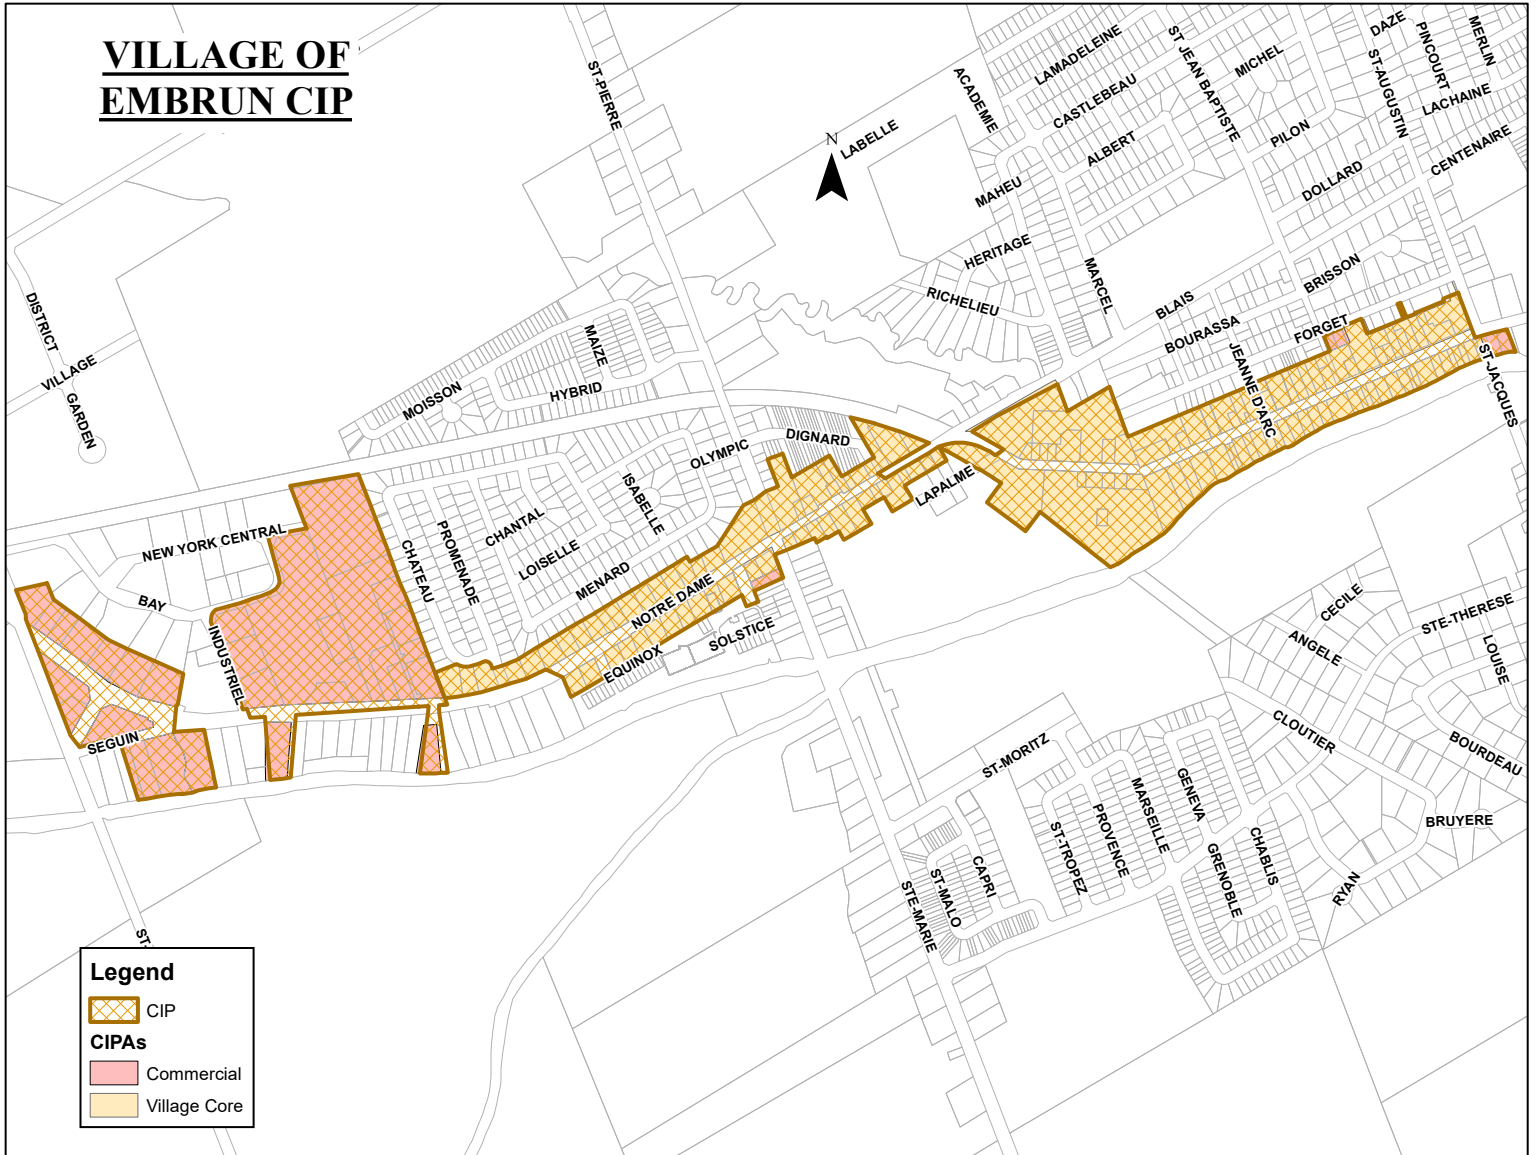 VILLAGE OF
EMBRUN CIP
ST-PIERRE
N
LABELLE
ACADEMIE
LAMADELEINE
CASTLEBEAU
ST JEAN BAPTISTE
MICHEL
DAZE
PINCOURT
MERLIN
ST-AUGUSTIN
LACHAINE
ALBERT
PILON
CENTENAIRE
DOLLARD
MAHEU
HERITAGE
RICHELIEU
MARCEL
BRISSON
BLAIS
BOURASSA
FORGET
JEANNE D'ARC
ST-JACQUES
DISTRICT
VILLAGE
GARDEN
MAIZE
MOISSON
HYBRID
OLYMPIC
DIGNARD
LAPALME
ISABELLE
CHANTAL
PROMENADE
LOISELLE
CHATEAU
MENARD
NOTRE DAME
NEW YORK CENTRAL
BAY
INDUSTRIEL
SEGUIN
EQUINOX
SOLSTICE
CECILE
ANGELE
STE-THERESE
LOUISE
CLOUTIER
BOURDEAU
BRUYERE
RYAN
ST-MORITZ
GENEVA
MARSEILLE
PROVENCE
ST-TROPEZ
CHABLIS
GRENOBLE
CAPRI
ST-MALO
STE-MARIE
ST-
Legend
CIP
CIPAs
Commercial
Village Core